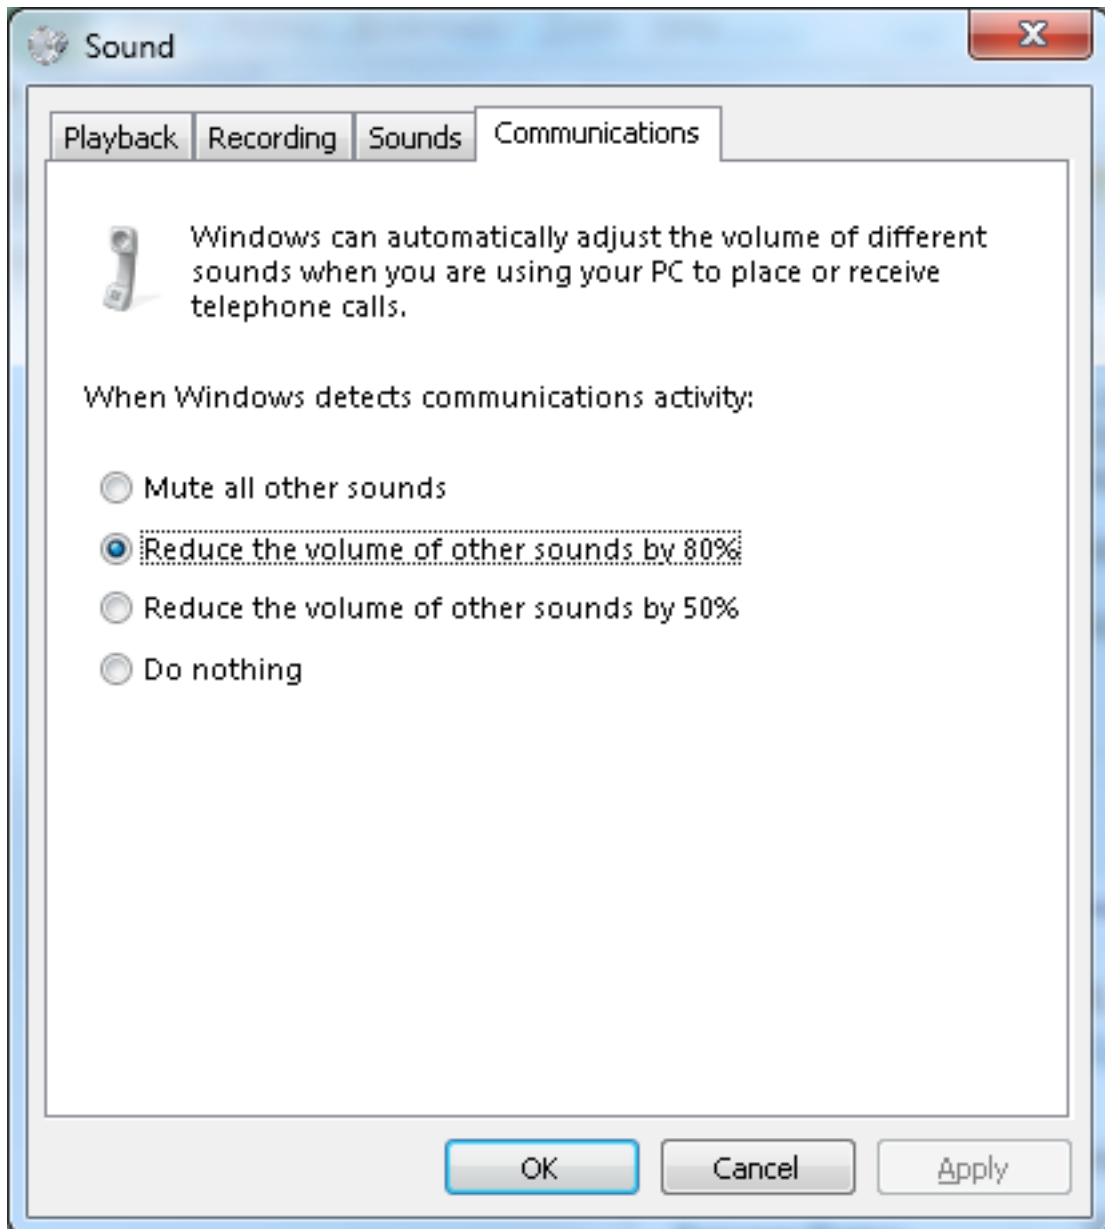 Sound
Playback Recording Sounds Communications
Windows can automatically adjust the volume of different
sounds when you are using your PC to place or receive
telephone calls.
When Windows detects communications activity:
Mute all other sounds
Reduce the volume of other sounds by 80%
Reduce the volume of other sounds by 50%
Do nothing
OK Cancel Apply